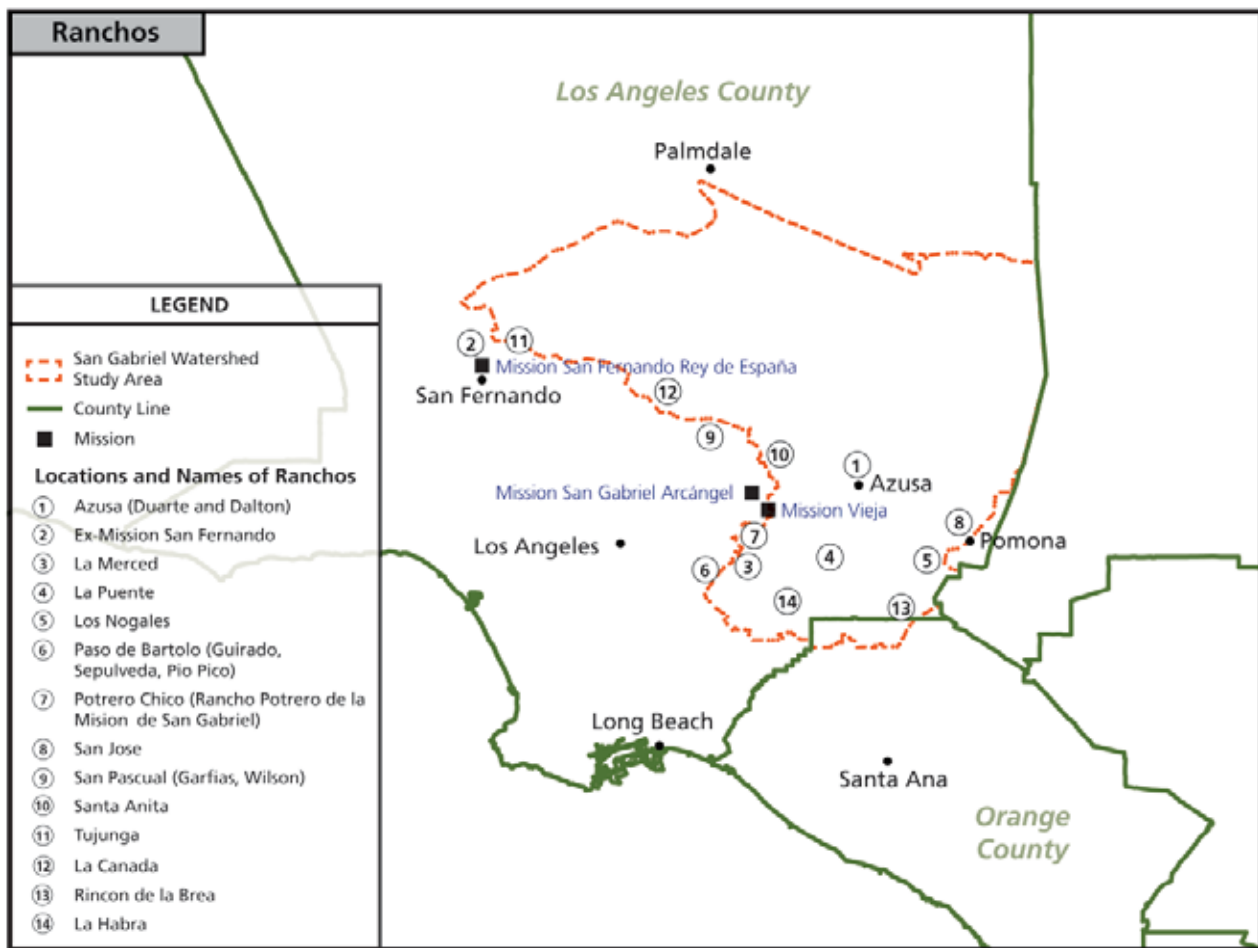 Ranchos
Los Angeles County
Palmdale
LEGEND
San Gabriel Watershed
Study Area
County Line
Mission
Locations and Names of Ranchos
1 Azusa (Duarte and Dalton)
2 Ex-Mission San Fernando
3 La Merced
4 La Puente
5 Los Nogales
6 Paso de Bartolo (Guirado,
Sepulveda, Pio Pico)
7 Potrero Chico (Rancho Potrero de la
Mision de San Gabriel)
8 San Jose
9 San Pascual (Garfias, Wilson)
10 Santa Anita
11 Tujunga
12 La Canada
13 Rincon de la Brea
14 La Habra
2
11
Mission San Fernando Rey de España
San Fernando
12
9
10
1
Mission San Gabriel Arcángel
Azusa
Mission Vieja
8
7
Los Angeles
Pomona
4
5
6
3
14
13
Long Beach
Santa Ana
Orange
County